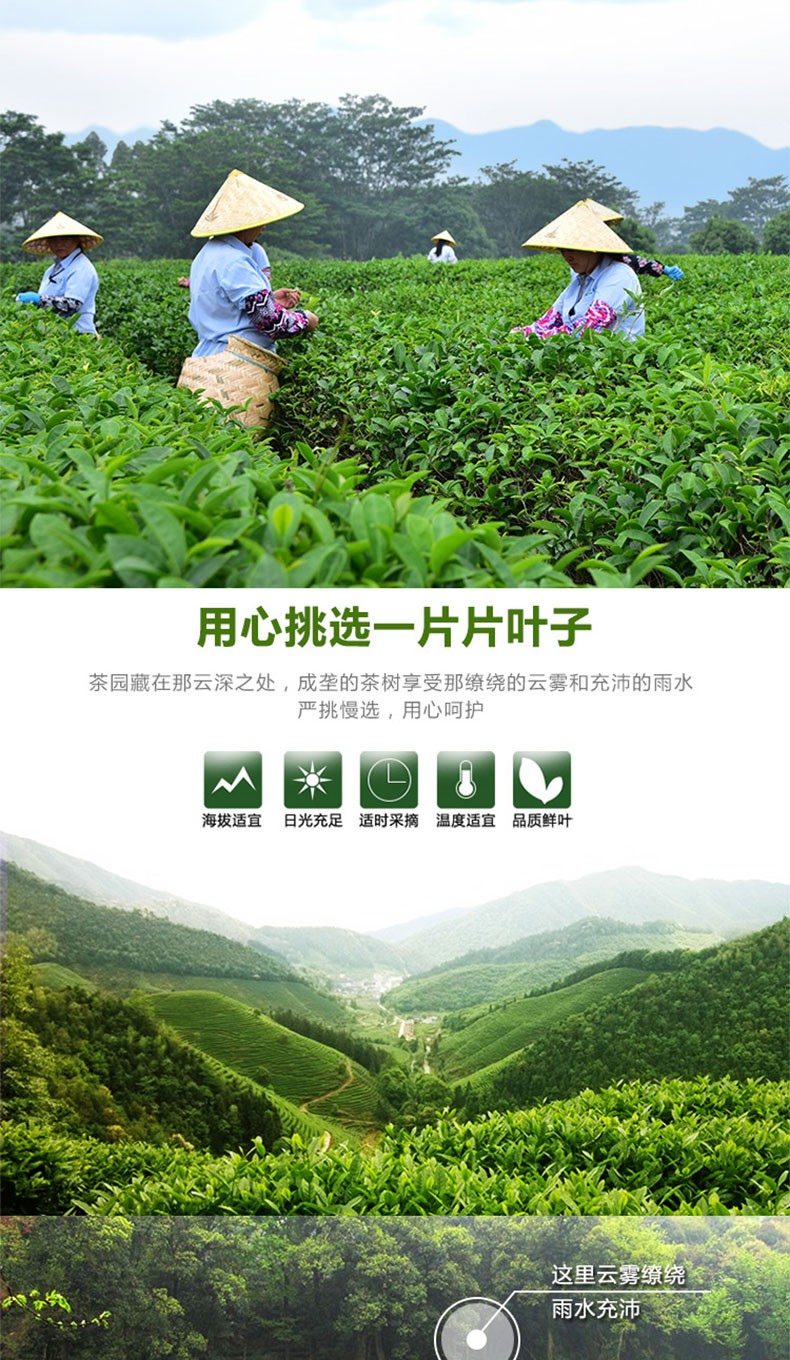 用心挑选一片片叶子
茶园藏在那云深之处，成垄的茶树享受那缭绕的云雾和充沛的雨水
严挑慢选，用心呵护
海拔适宜 日光充足 适时采摘 温度适宜 品质鲜叶
这里云雾缭绕
雨水充沛